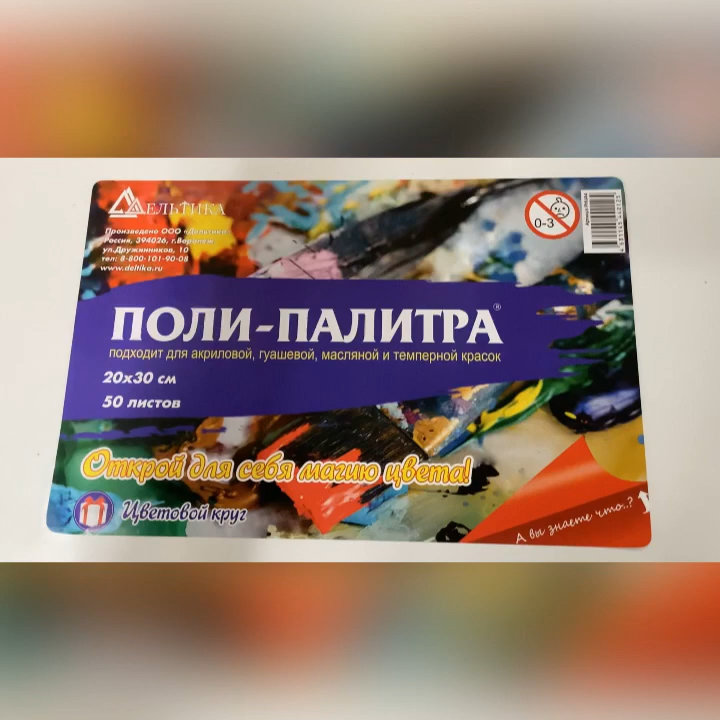 ДЕЛЬТИКА
Произведено ООО «Дельтика»
Россия, 394026, г.Воронеж,
ул.Дружинников, 10
тел: 8-800-101-90-08
www.deltika.ru
0-3
ПОЛИ-ПАЛИТРА®
подходит для акриловой, гуашевой, масляной и темперной красок
20х30 см
50 листов
Открой для себя магию цвета!
Цветовой круг
А вы знаете что..?